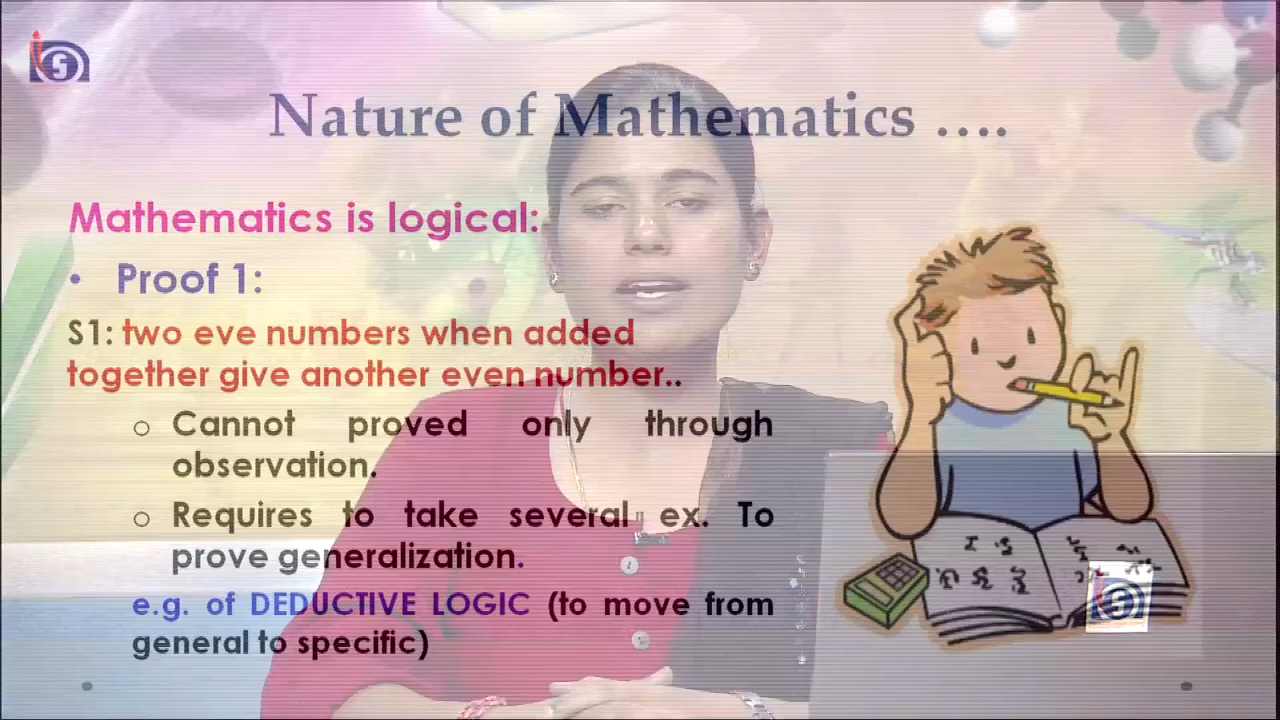 Nature of Mathematics ....
Mathematics is logical:
• Proof 1:
S1: two eve numbers when added
together give another even number..
o Cannot proved only through
observation.
o Requires to take several ex. To
prove generalization.
e.g. of DEDUCTIVE LOGIC (to move from
general to specific)